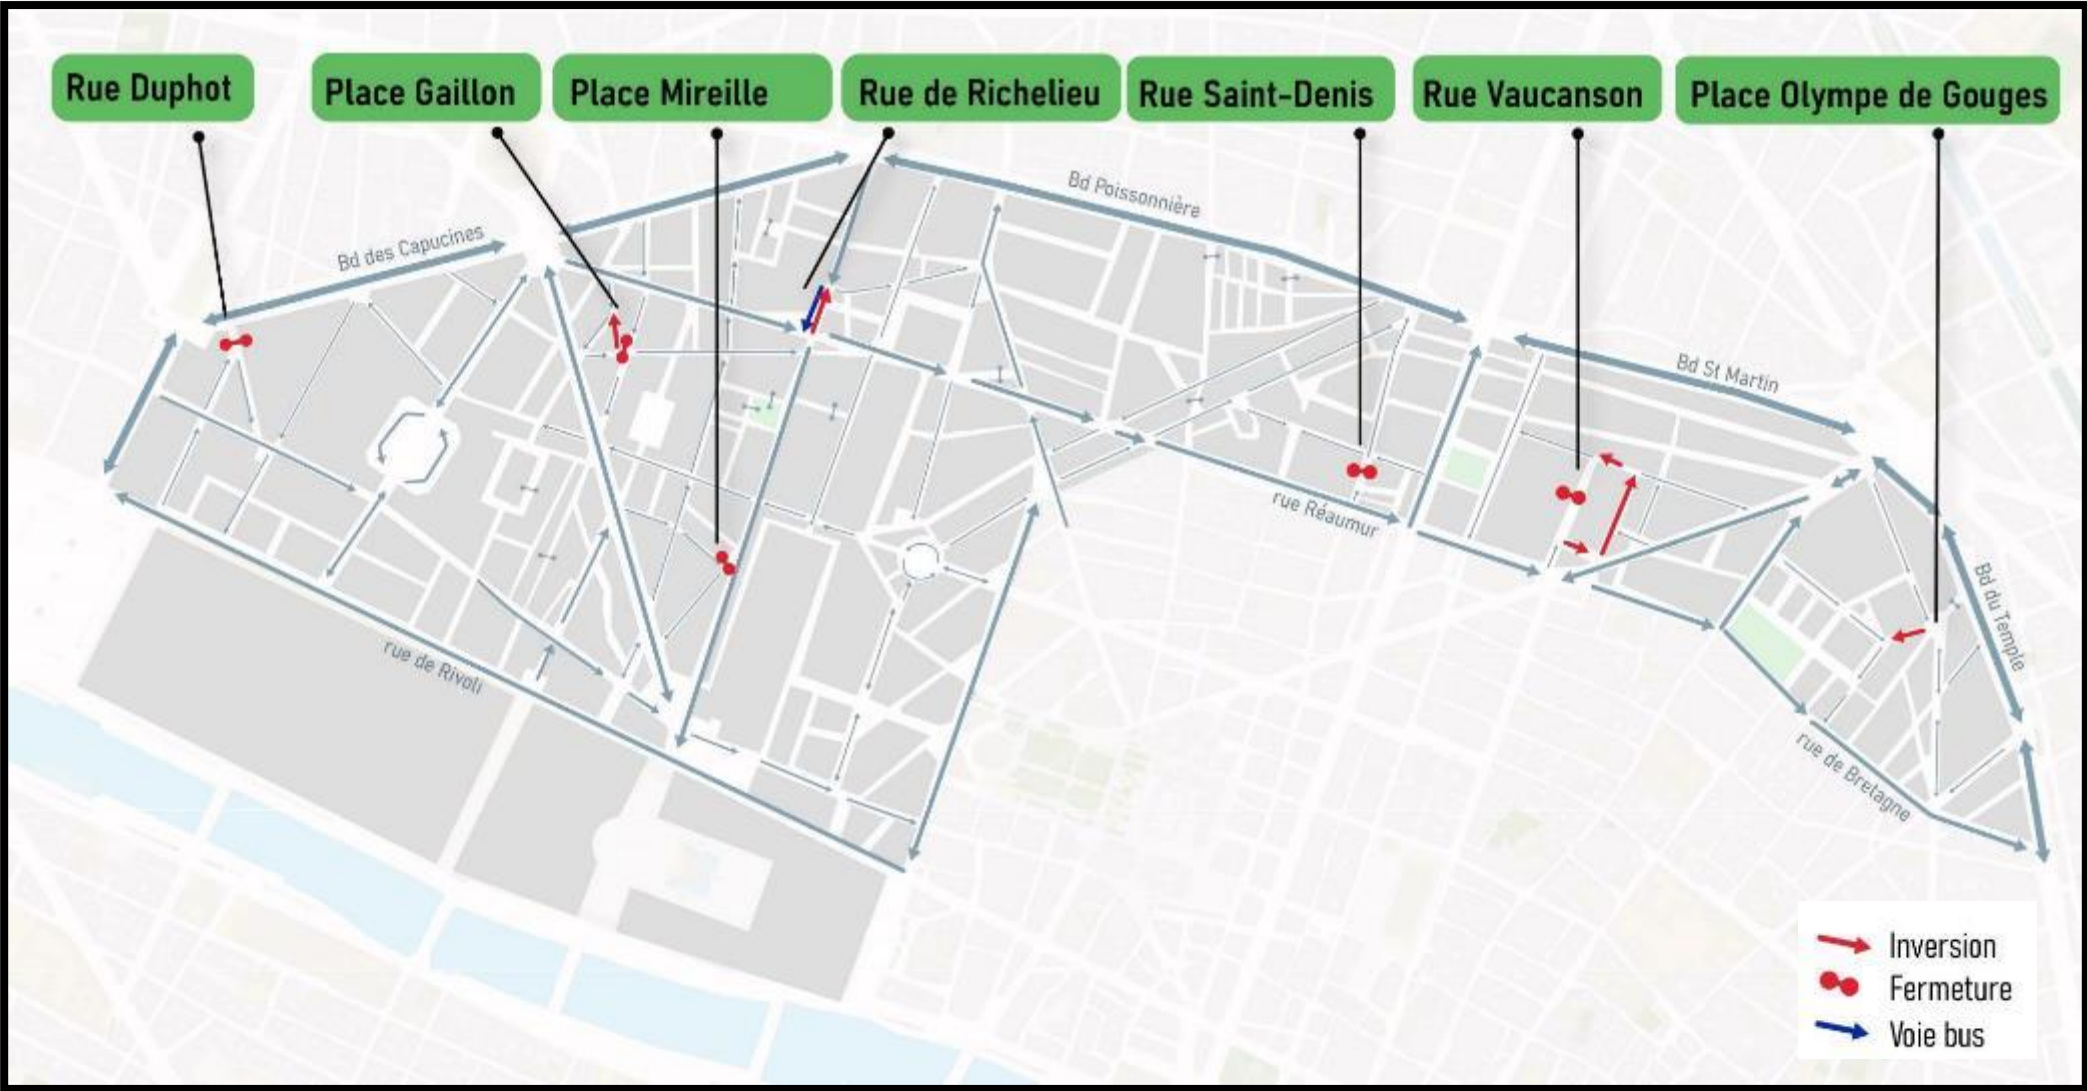 Rue Duphot
Place Gaillon
Place Mireille
Rue de Richelieu
Rue Saint-Denis
Rue Vaucanson
Place Olympe de Gouges
Bd des Capucines
Bd Poissonnière
Bd St Martin
rue Réaumur
Bd du Temple
rue de Rivoli
rue de Bretagne
Inversion
Fermeture
Voie bus